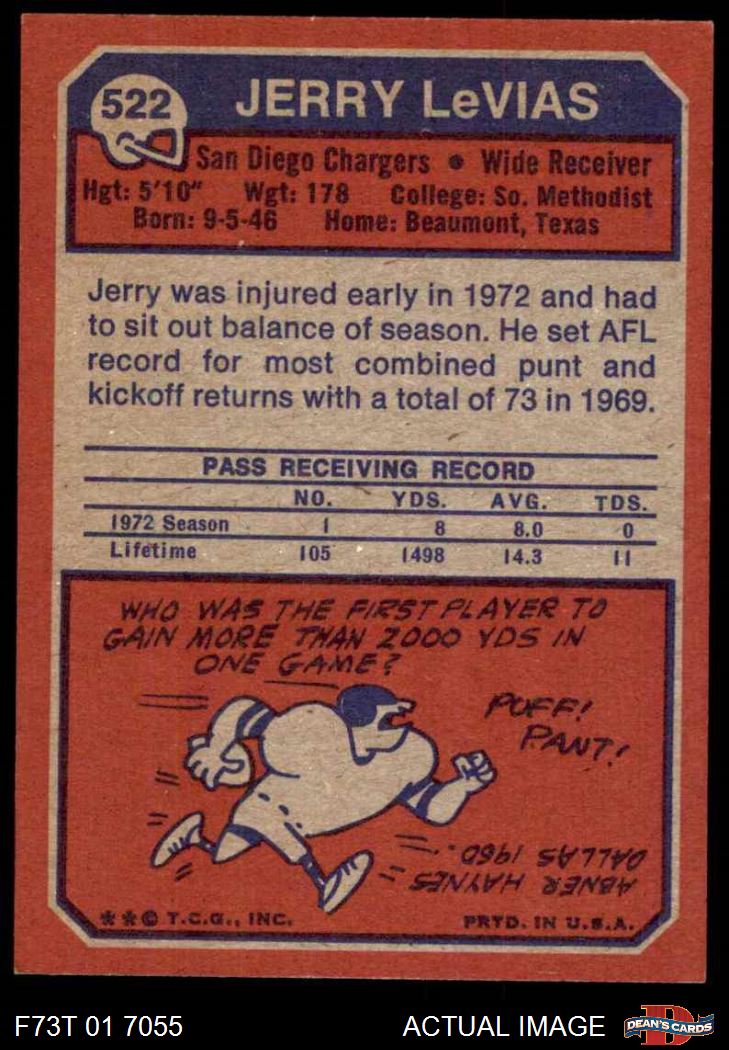 522 JERRY LeVIAS
San Diego Chargers • Wide Receiver
Hgt: 5'10" Wgt: 178 College: So. Methodist
Born: 9-5-46 Home: Beaumont, Texas
Jerry was injured early in 1972 and had
to sit out balance of season. He set AFL
record for most combined punt and
kickoff returns with a total of 73 in 1969.
PASS RECEIVING RECORD
NO. YDS. AVG. TDS.
1972 Season 1 8 8.0 0
Lifetime 105 1498 14.3 11
WHO WAS THE FIRST PLAYER TO
GAIN MORE THAN 2000 YDS IN
ONE GAME?
PUFF!
PANT!
ABNER HAYNES
DALLAS 1960..
**© T.C.G., INC. PRTD. IN U.S.A.
F73T 01 7055 ACTUAL IMAGE D DEAN'S CARDS